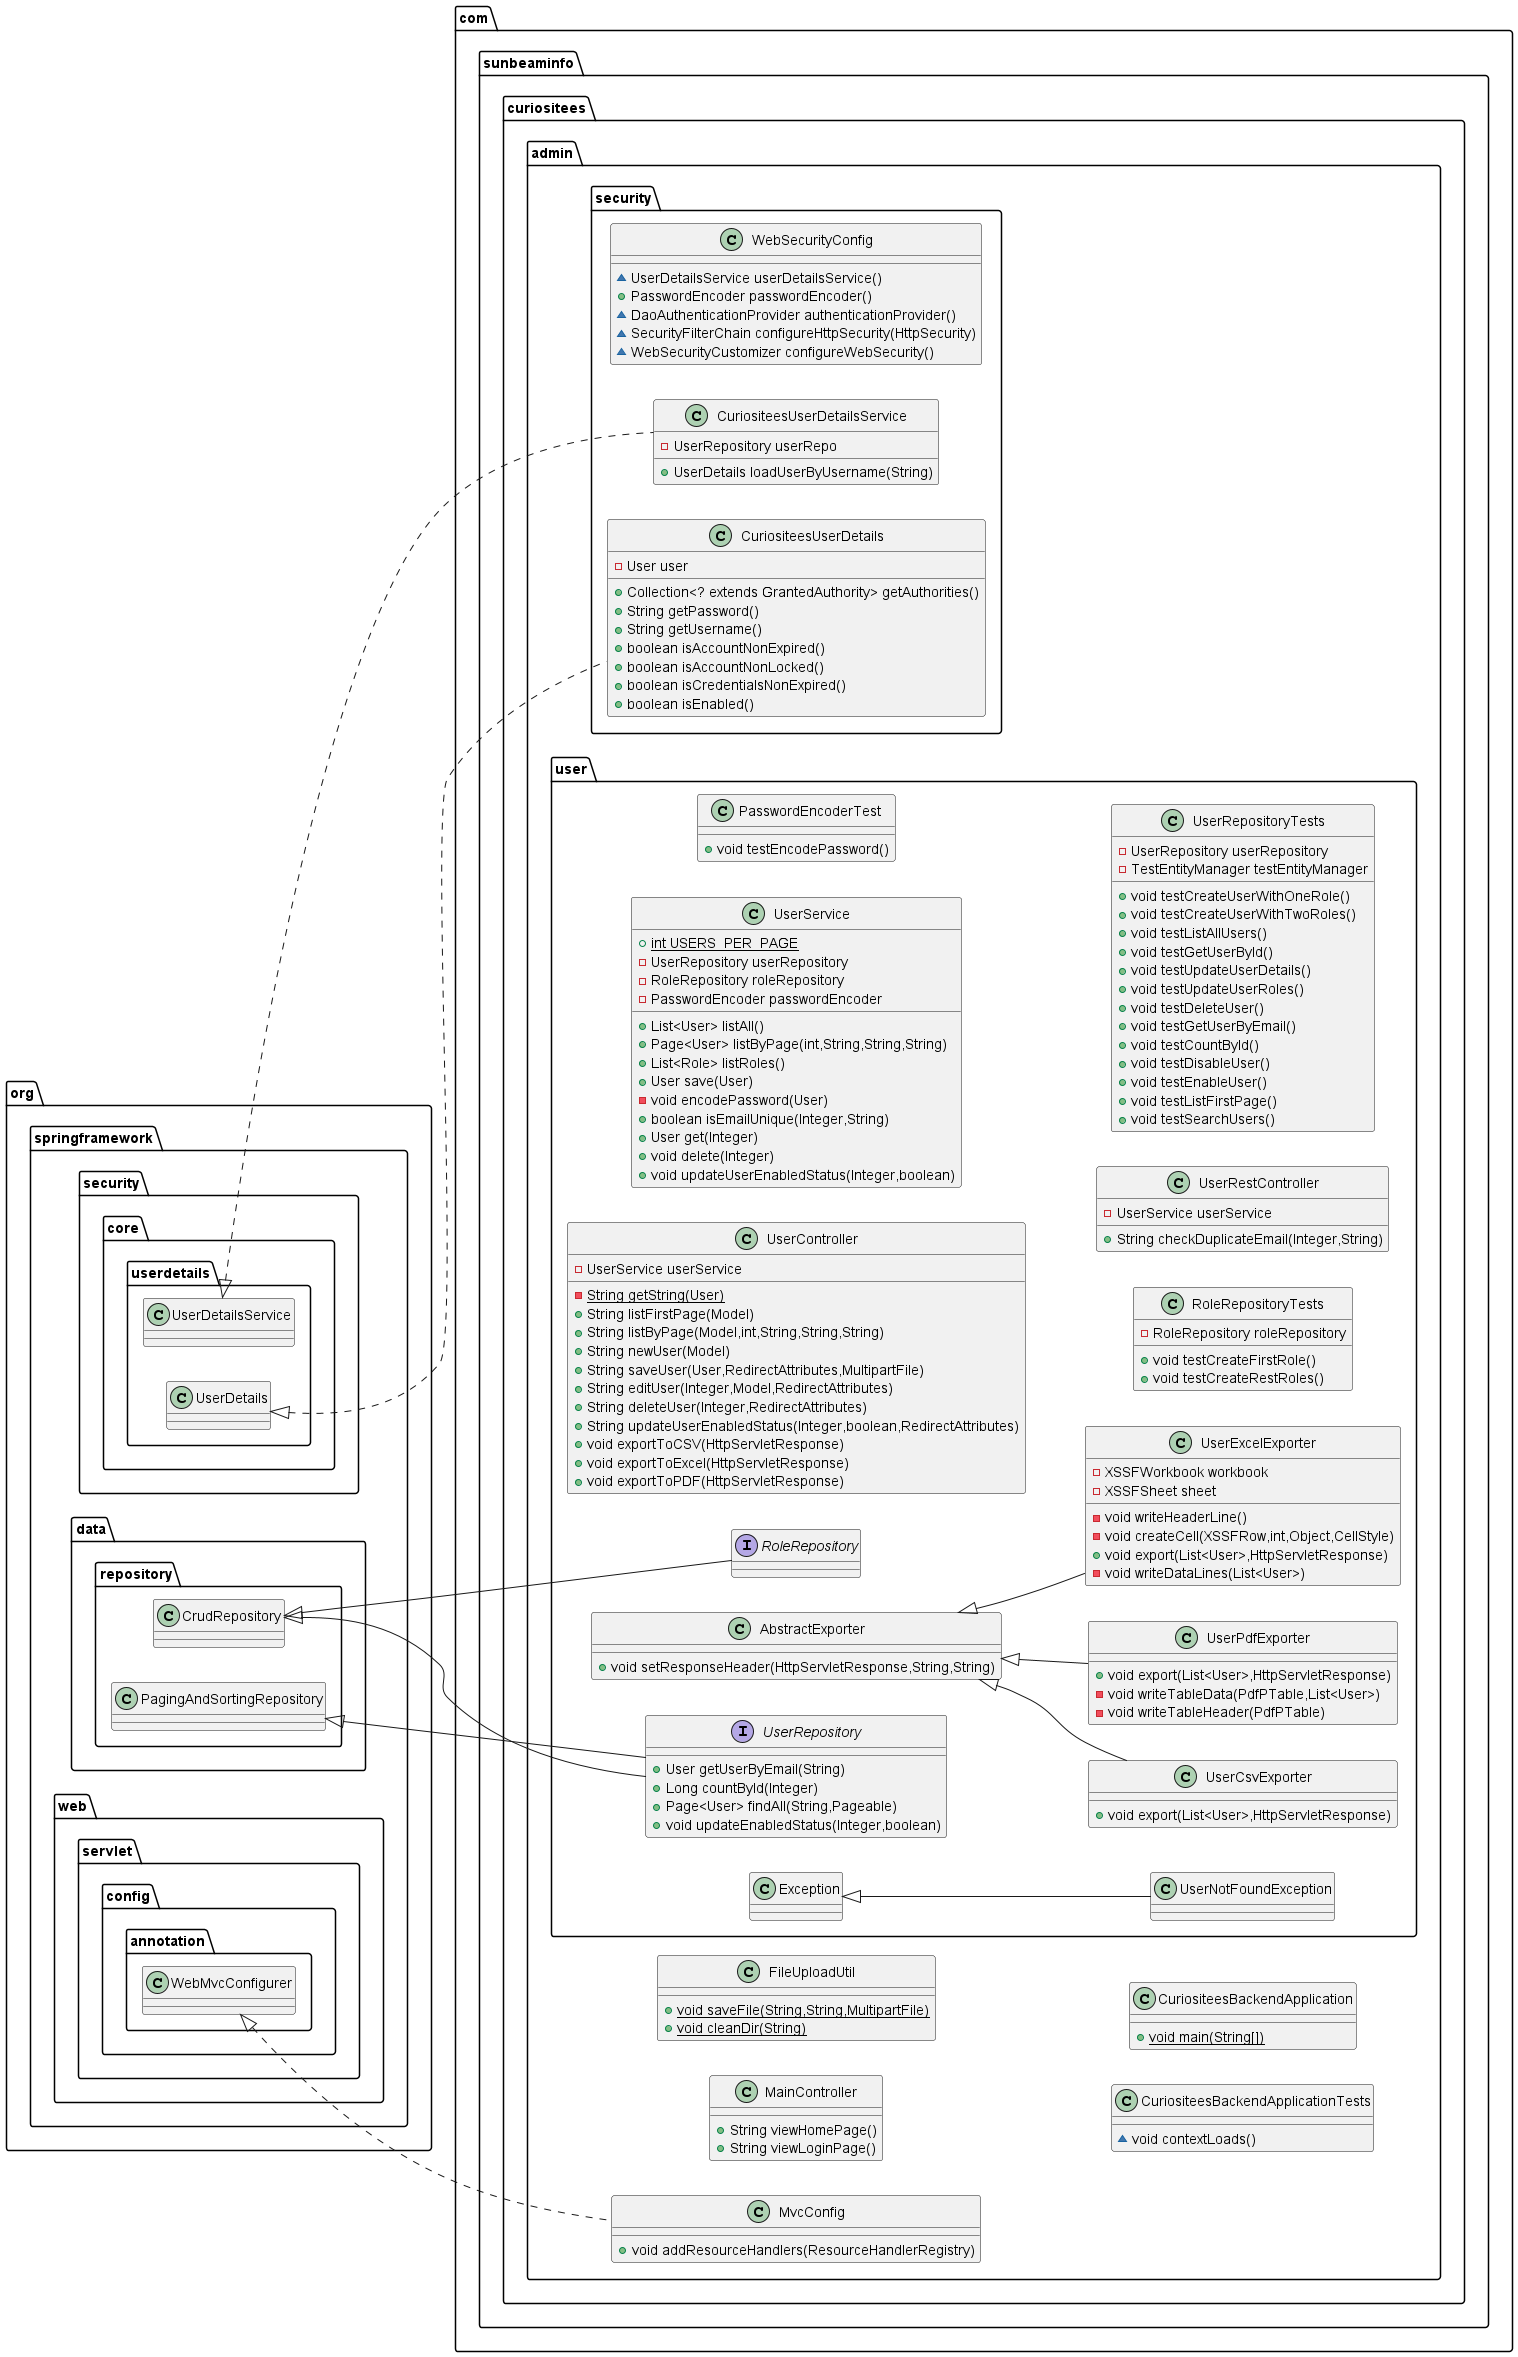 com
sunbeaminfo
curiositees
admin
security
C WebSecurityConfig
UserDetailsService userDetailsService()
PasswordEncoder passwordEncoder()
DaoAuthenticationProvider authenticationProvider()
SecurityFilterChain configureHttpSecurity(HttpSecurity)
WebSecurityCustomizer configureWebSecurity()
C CuriositeesUserDetailsService
UserRepository userRepo
UserDetails loadUserByUsername(String)
C CuriositeesUserDetails
User user
Collection<? extends GrantedAuthority> getAuthorities()
String getPassword()
String getUsername()
boolean isAccountNonExpired()
boolean isAccountNonLocked()
boolean isCredentialsNonExpired()
boolean isEnabled()
user
C PasswordEncoderTest
void testEncodePassword()
C UserService
int USERS_PER_PAGE
UserRepository userRepository
RoleRepository roleRepository
PasswordEncoder passwordEncoder
List<User> listAll()
Page<User> listByPage(int,String,String,String)
List<Role> listRoles()
User save(User)
void encodePassword(User)
boolean isEmailUnique(Integer,String)
User get(Integer)
void delete(Integer)
void updateUserEnabledStatus(Integer,boolean)
C UserController
UserService userService
String getString(User)
String listFirstPage(Model)
String listByPage(Model,int,String,String,String)
String newUser(Model)
String saveUser(User,RedirectAttributes,MultipartFile)
String editUser(Integer,Model,RedirectAttributes)
String deleteUser(Integer,RedirectAttributes)
String updateUserEnabledStatus(Integer,boolean,RedirectAttributes)
void exportToCSV(HttpServletResponse)
void exportToExcel(HttpServletResponse)
void exportToPDF(HttpServletResponse)
I RoleRepository
C AbstractExporter
void setResponseHeader(HttpServletResponse,String,String)
I UserRepository
User getUserByEmail(String)
Long countById(Integer)
Page<User> findAll(String,Pageable)
void updateEnabledStatus(Integer,boolean)
C Exception
C UserRepositoryTests
UserRepository userRepository
TestEntityManager testEntityManager
void testCreateUserWithOneRole()
void testCreateUserWithTwoRoles()
void testListAllUsers()
void testGetUserById()
void testUpdateUserDetails()
void testUpdateUserRoles()
void testDeleteUser()
void testGetUserByEmail()
void testCountById()
void testDisableUser()
void testEnableUser()
void testListFirstPage()
void testSearchUsers()
C UserRestController
UserService userService
String checkDuplicateEmail(Integer,String)
C RoleRepositoryTests
RoleRepository roleRepository
void testCreateFirstRole()
void testCreateRestRoles()
C UserExcelExporter
XSSFWorkbook workbook
XSSFSheet sheet
void writeHeaderLine()
void createCell(XSSFRow,int,Object,CellStyle)
void export(List<User>,HttpServletResponse)
void writeDataLines(List<User>)
C UserPdfExporter
void export(List<User>,HttpServletResponse)
void writeTableData(PdfPTable,List<User>)
void writeTableHeader(PdfPTable)
C UserCsvExporter
void export(List<User>,HttpServletResponse)
C UserNotFoundException
C FileUploadUtil
void saveFile(String,String,MultipartFile)
void cleanDir(String)
C MainController
String viewHomePage()
String viewLoginPage()
C MvcConfig
void addResourceHandlers(ResourceHandlerRegistry)
C CuriositeesBackendApplication
void main(String[])
C CuriositeesBackendApplicationTests
void contextLoads()
org
springframework
security
core
userdetails
C UserDetailsService
C UserDetails
data
repository
C CrudRepository
C PagingAndSortingRepository
web
servlet
config
annotation
C WebMvcConfigurer